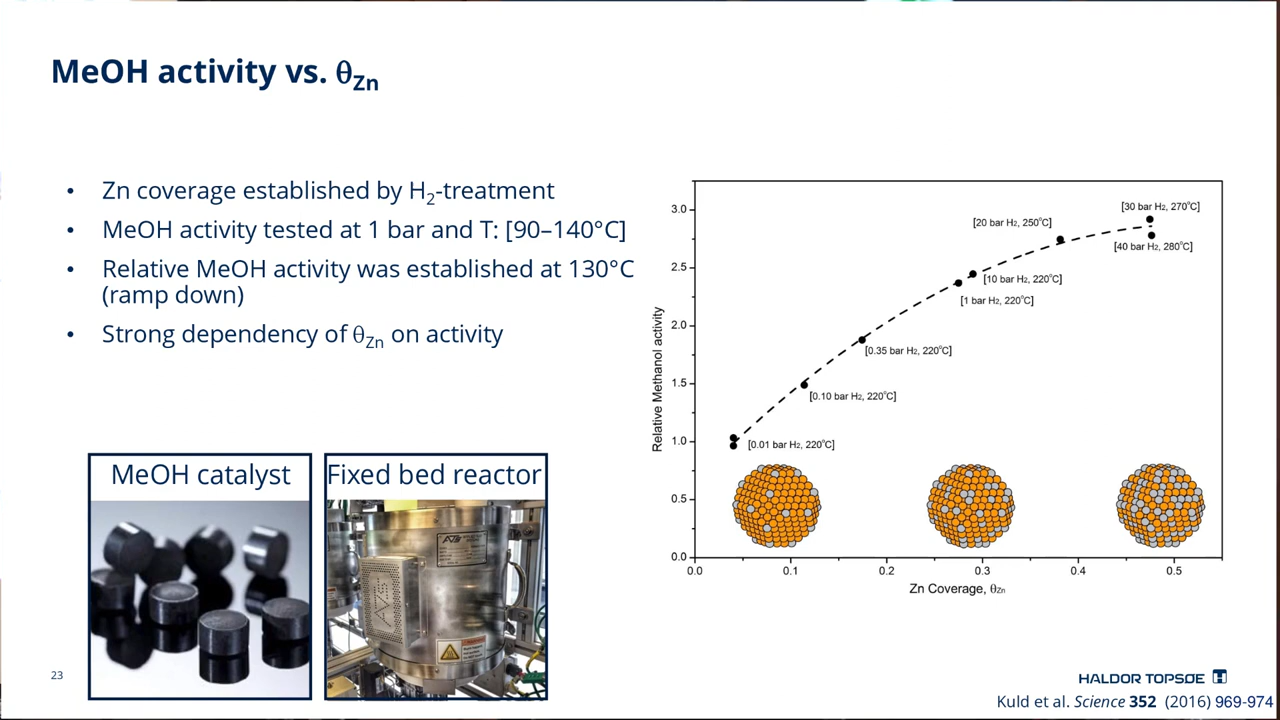 MeOH activity vs. θZn
• Zn coverage established by H2-treatment
• MeOH activity tested at 1 bar and T: [90–140°C]
• Relative MeOH activity was established at 130°C
(ramp down)
• Strong dependency of θZn on activity
MeOH catalyst
Fixed bed reactor
Relative Methanol activity
3.0
2.5
2.0
1.5
1.0
0.5
0.0
[30 bar H2, 270°C]
[20 bar H2, 250°C]
[40 bar H2, 280°C]
[10 bar H2, 220°C]
[1 bar H2, 220°C]
[0.35 bar H2, 220°C]
[0.10 bar H2, 220°C]
[0.01 bar H2, 220°C]
0.0 0.1 0.2 0.3 0.4 0.5
Zn Coverage, θZn
23
HALDOR TOPSØE
Kuld et al. Science 352 (2016) 969-974